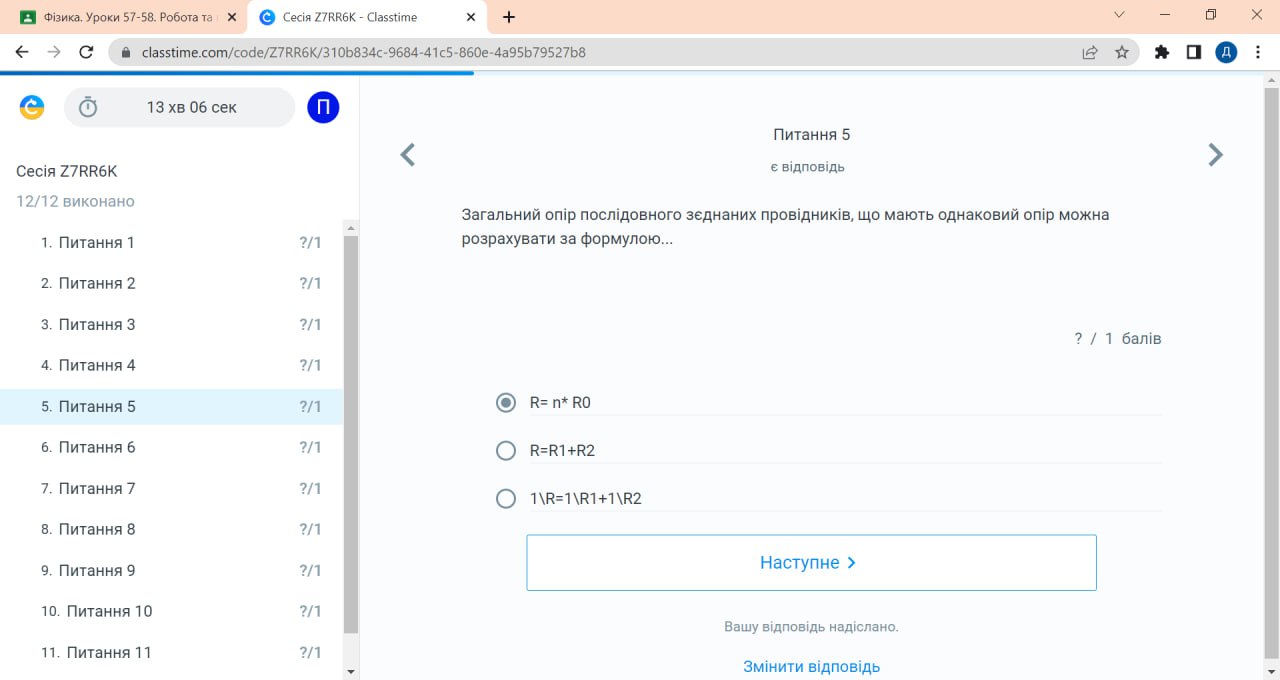 Фізика. Уроки 57-58. Робота та
Сесія Z7RR6K - Classtime
classtime.com/code/Z7RR6K/310b834c-9684-41c5-860e-4a95b79527b8
Д
13 хв 06 сек
П
Сесія Z7RR6K
12/12 виконано
1. Питання 1 ?/1
2. Питання 2 ?/1
3. Питання 3 ?/1
4. Питання 4 ?/1
5. Питання 5 ?/1
6. Питання 6 ?/1
7. Питання 7 ?/1
8. Питання 8 ?/1
9. Питання 9 ?/1
10. Питання 10 ?/1
11. Питання 11 ?/1
Питання 5
є відповідь
Загальний опір послідовного зєднаних провідників, що мають однаковий опір можна
розрахувати за формулою...
? / 1 балів
R= n* R0
R=R1+R2
1\R=1\R1+1\R2
Наступне
Вашу відповідь надіслано.
Змінити відповідь